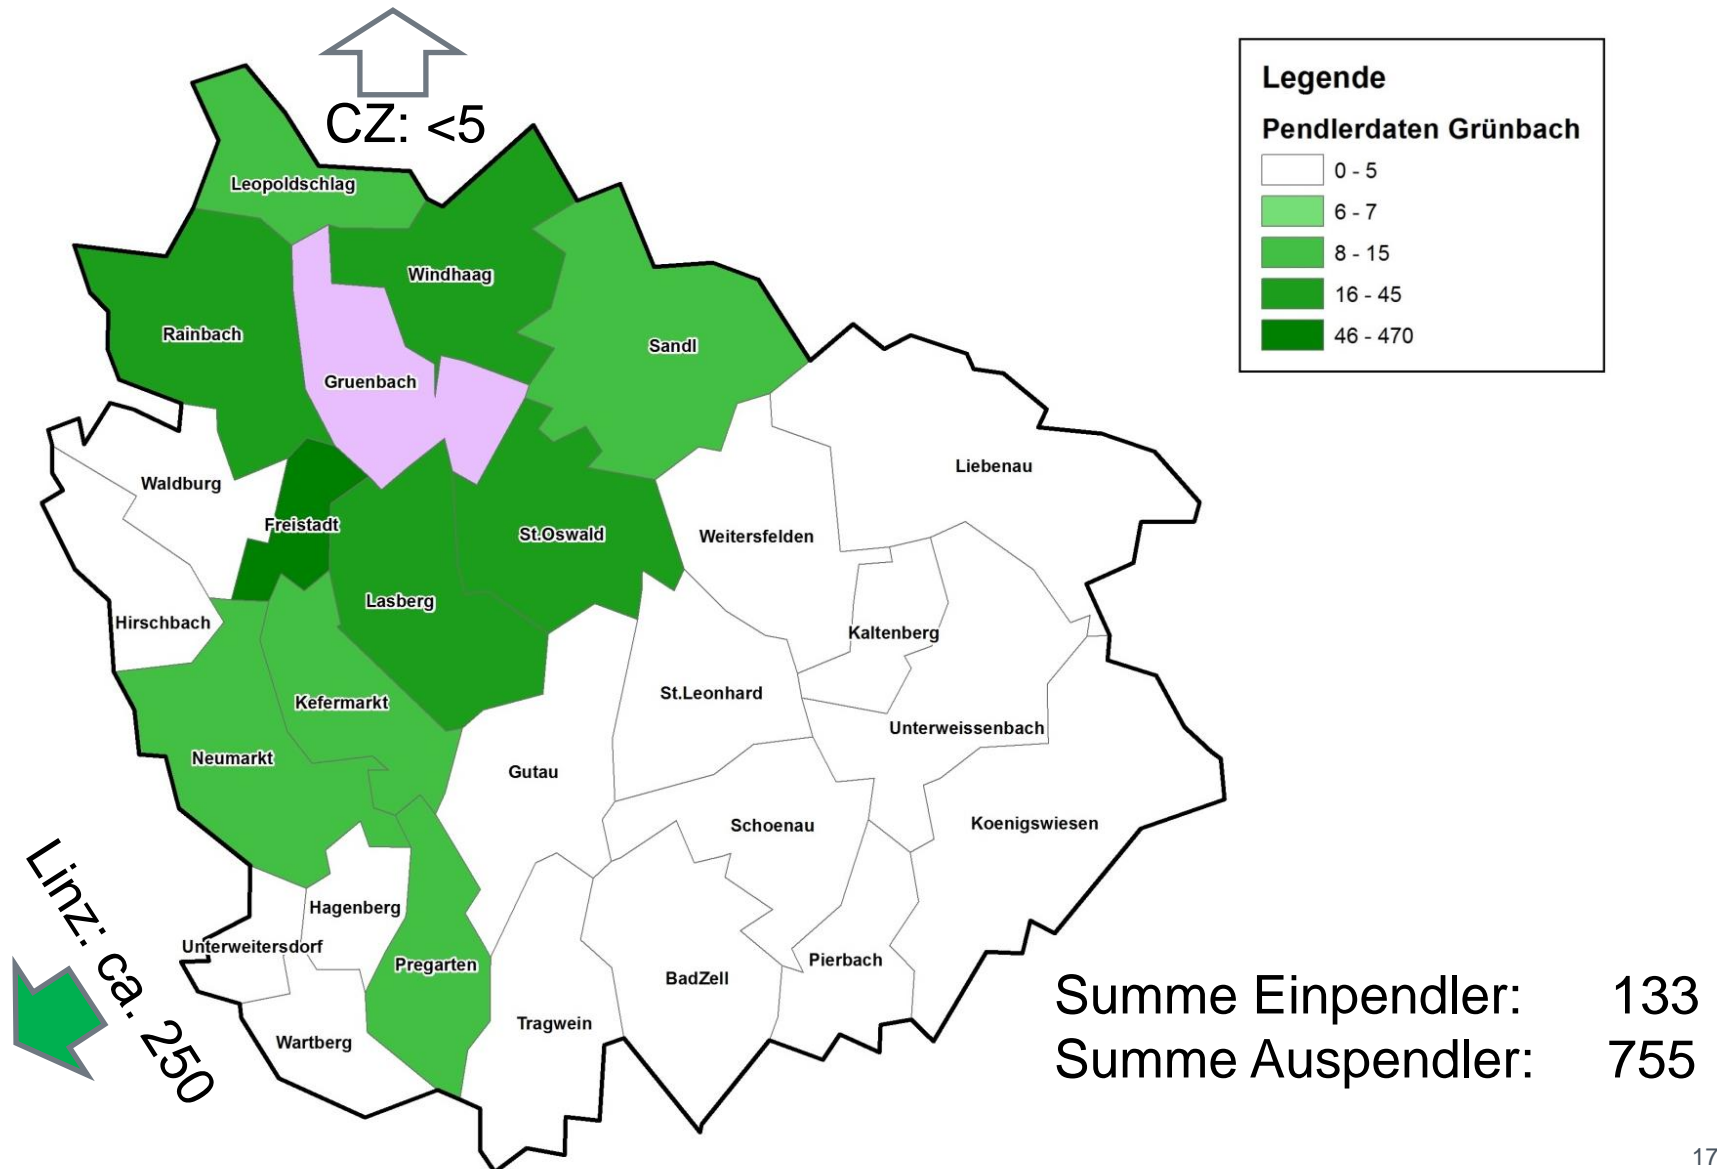 CZ: <5
Legende
Pendlerdaten Grünbach
0 - 5
6 - 7
8 - 15
16 - 45
46 - 470
Leopoldschlag
Windhaag
Rainbach
Sandl
Gruenbach
Liebenau
Waldburg
Freistadt
St.Oswald
Weitersfelden
Lasberg
Hirschbach
Kaltenberg
Kefermarkt
St.Leonhard
Unterweissenbach
Neumarkt
Gutau
Schoenau
Koenigswiesen
Hagenberg
Unterweitersdorf
Pregarten
Pierbach
BadZell
Tragwein
Wartberg
Linz: ca. 250
Summe Einpendler: 133
Summe Auspendler: 755
17